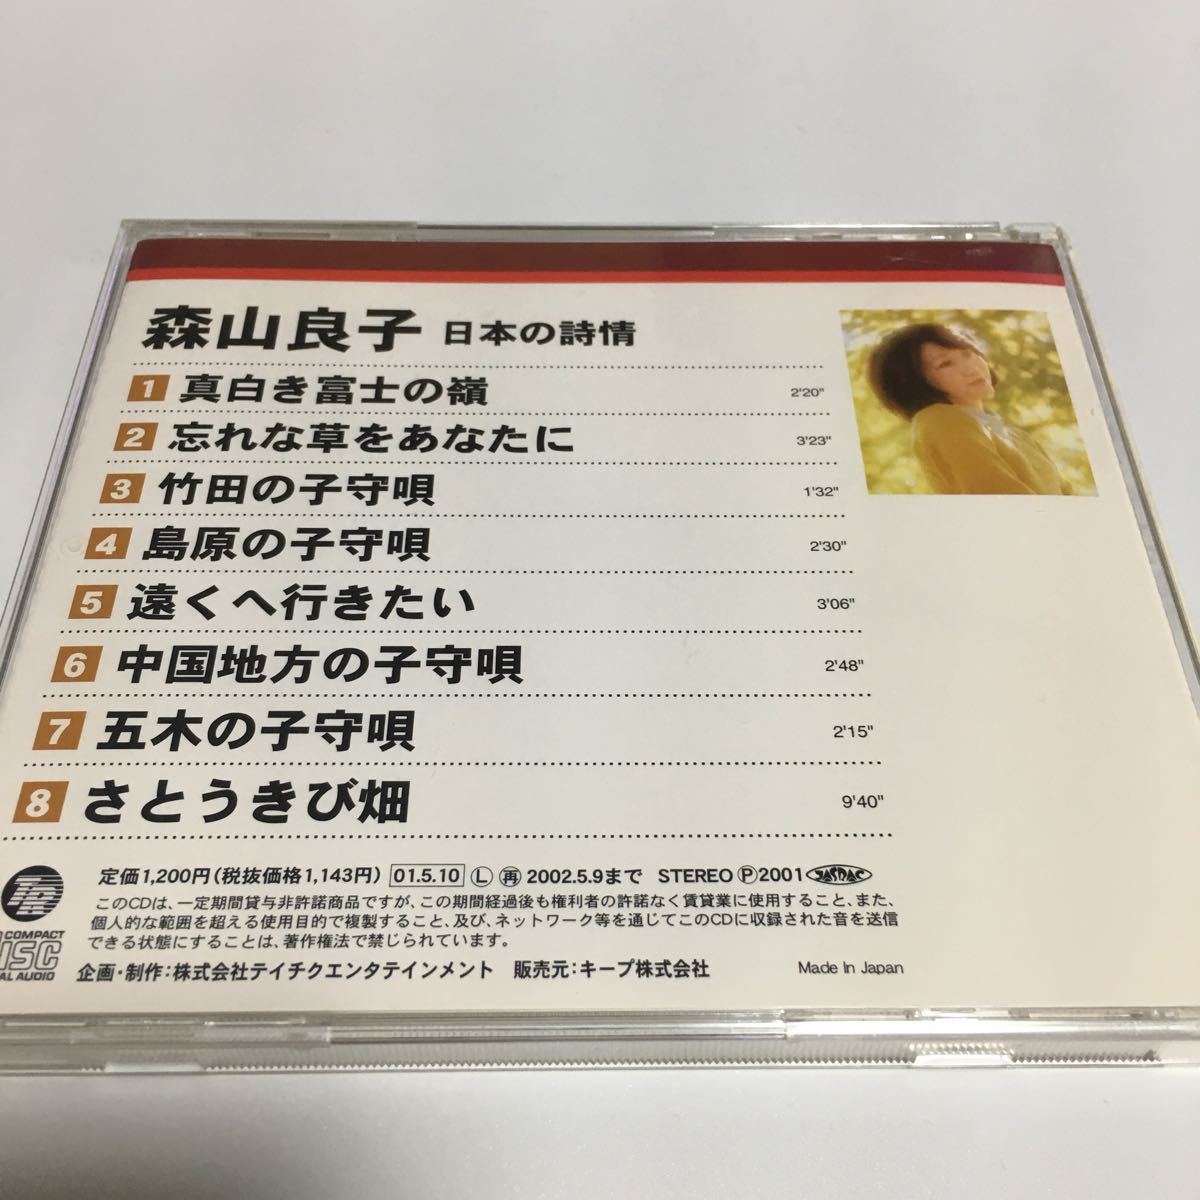 森山良子 日本の詩情
1 真白き富士の嶺 2'20"
2 忘れな草をあなたに 3'23"
3 竹田の子守唄 1'32"
4 島原の子守唄 2'30"
5 遠くへ行きたい 3'06"
6 中国地方の子守唄 2'48"
7 五木の子守唄 2'15"
8 さとうきび畑 9'40"
定価1,200円(税抜価格1,143円) 01.5.10 Ⓛ 再 2002.5.9まで STEREO Ⓟ2001 JASRAC
このCDは、一定期間貸与非許諾商品ですが、この期間経過後も権利者の許諾なく賃貸業に使用すること、また、
個人的な範囲を超える使用目的で複製すること、及び、ネットワーク等を通じてこのCDに収録された音を送信
できる状態にすることは、著作権法で禁じられています。
COMPACT
DISC
AL AUDIO
企画・制作:株式会社テイチクエンタテインメント 販売元:キープ株式会社 Made In Japan